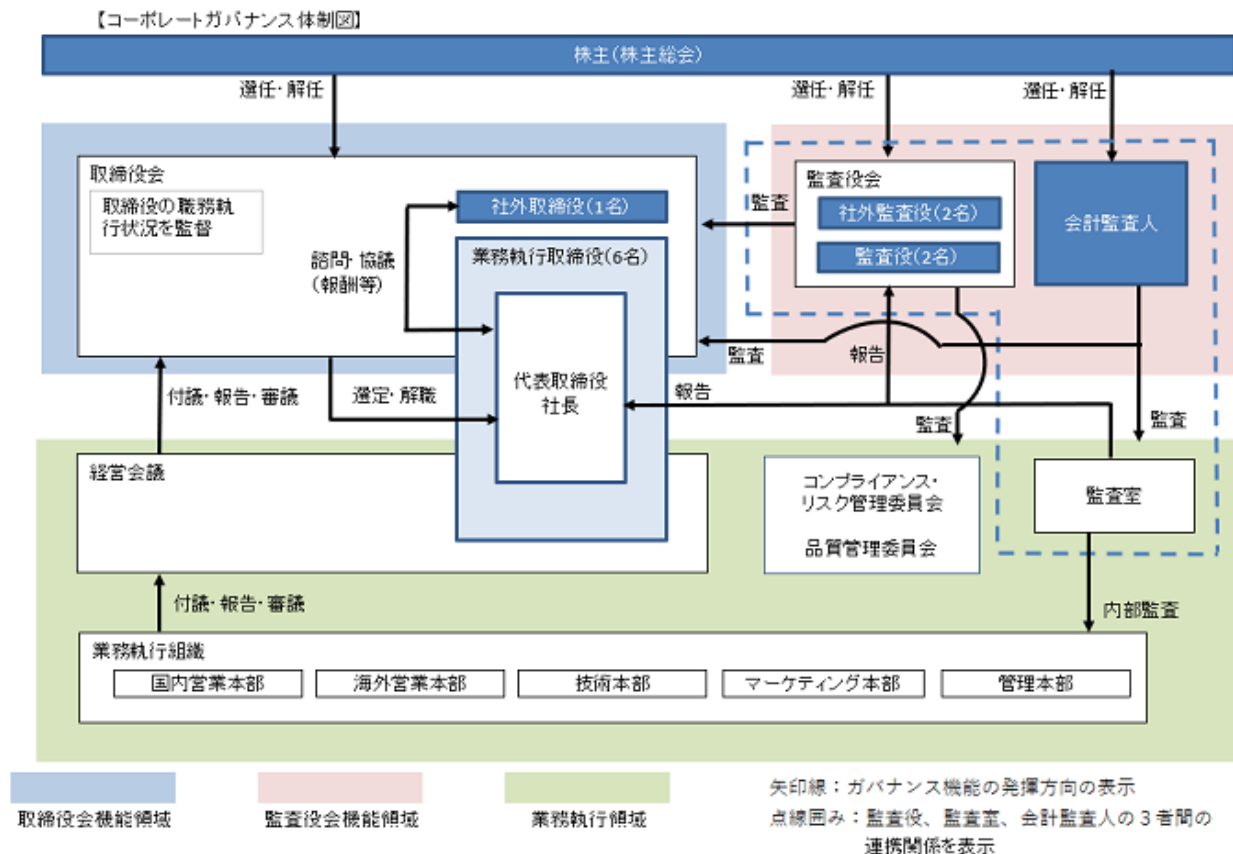 【コーポレートガバナンス体制図】
株主(株主総会)
選任・解任
選任・解任
選任・解任
取締役会
取締役の職務執
行状況を監督
社外取締役(1名)
諮問・協議
(報酬等)
業務執行取締役(6名)
代表取締役
社長
監査
監査役会
社外監査役(2名)
監査役(2名)
会計監査人
監査
報告
付議・報告・審議
選定・解職
報告
監査
監査
経営会議
コンプライアンス・
リスク管理委員会
品質管理委員会
監査室
付議・報告・審議
内部監査
業務執行組織
国内営業本部
海外営業本部
技術本部
マーケティング本部
管理本部
取締役会機能領域
監査役会機能領域
業務執行領域
矢印線：ガバナンス機能の発揮方向の表示
点線囲み：監査役、監査室、会計監査人の３者間の
連携関係を表示